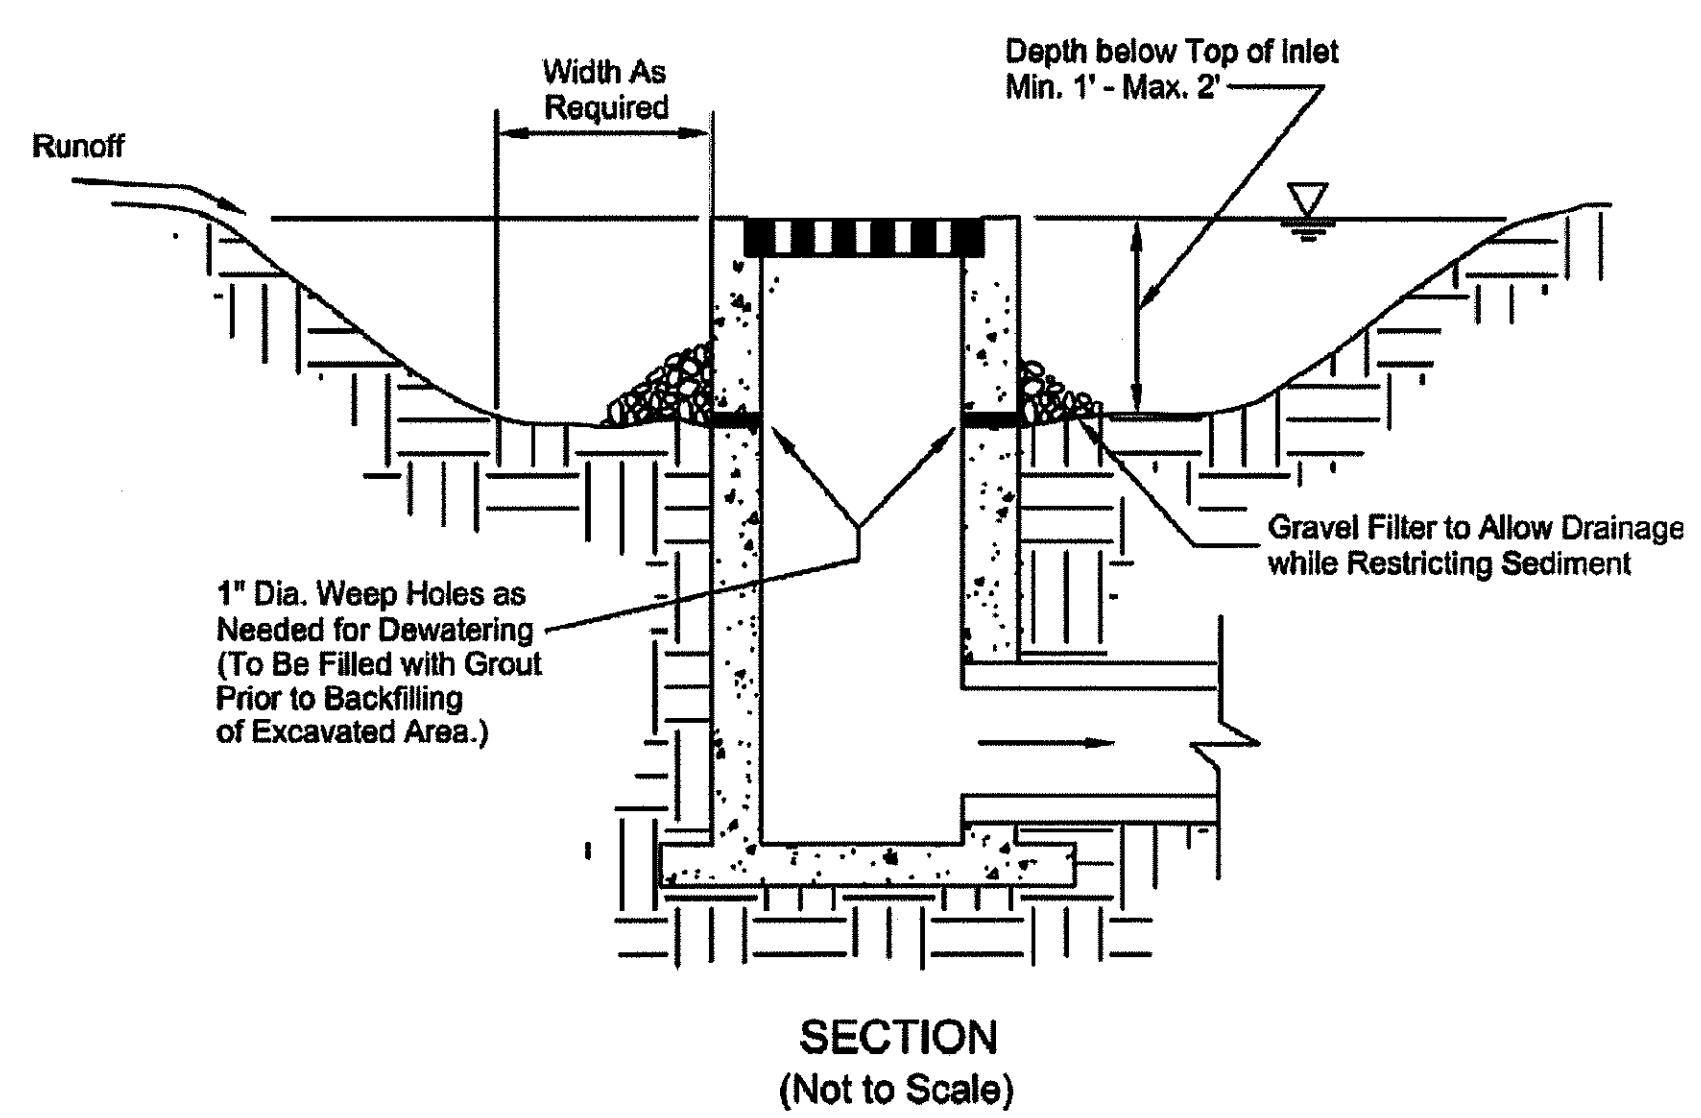 Depth below Top of Inlet
Min. 1' - Max. 2'
Width As
Required
Runoff
Gravel Filter to Allow Drainage
while Restricting Sediment
1" Dia. Weep Holes as
Needed for Dewatering
(To Be Filled with Grout
Prior to Backfilling
of Excavated Area.)
SECTION
(Not to Scale)